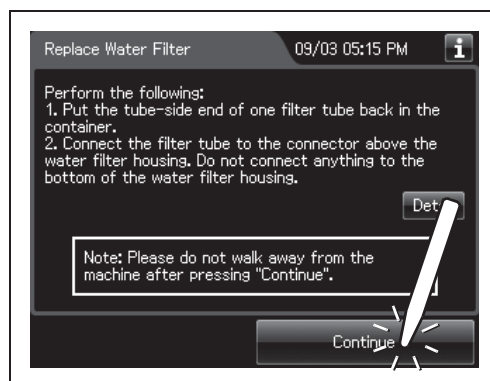 Replace Water Filter
09/03 05:15 PM
i
Perform the following:
1. Put the tube-side end of one filter tube back in the
container.
2. Connect the filter tube to the connector above the
water filter housing. Do not connect anything to the
bottom of the water filter housing.
Note: Please do not walk away from the
machine after pressing "Continue".
Continue